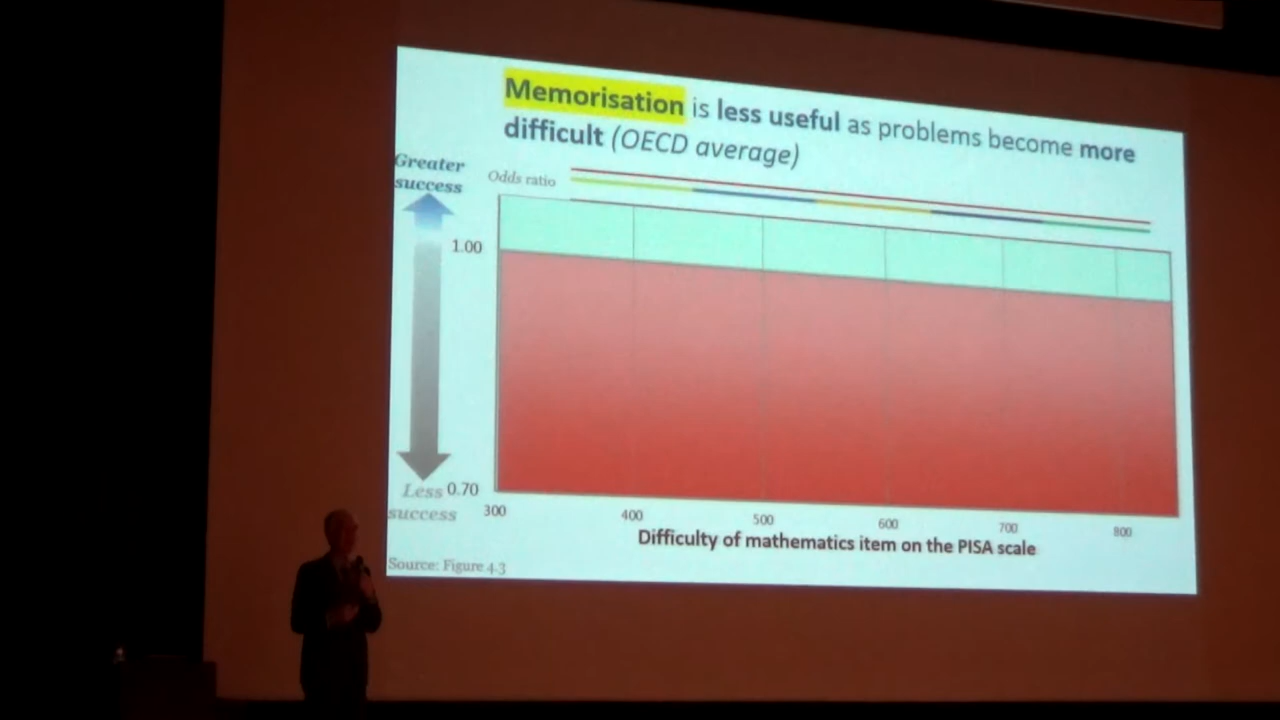 Memorisation is less useful as problems become more
difficult (OECD average)
Greater
success
Odds ratio
1.00
Less
success
0.70
300 400 500 600 700 800
Difficulty of mathematics item on the PISA scale
Source: Figure 4.3